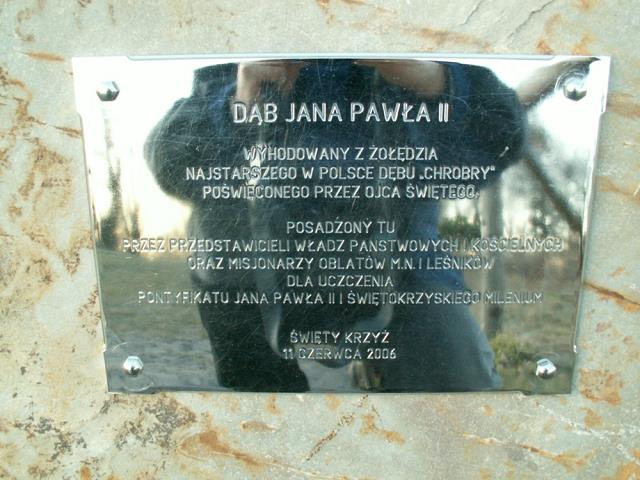 DĄB JANA PAWŁA II
WYHODOWANY Z ŻOŁĘDZIA
NAJSTARSZEGO W POLSCE DĘBU „CHROBRY"
POŚWIĘCONEGO PRZEZ OJCA ŚWIĘTEGO.
POSADZONY TU
PRZEZ PRZEDSTAWICIELI WŁADZ PAŃSTWOWYCH I KOŚCIELNYCH
ORAZ MISJONARZY OBLATÓW M.N. I LEŚNIKÓW
DLA UCZCZENIA
PONTYFIKATU JANA PAWŁA II I ŚWIĘTOKRZYSKIEGO MILENIUM
ŚWIĘTY KRZYŻ
11 CZERWCA 2006